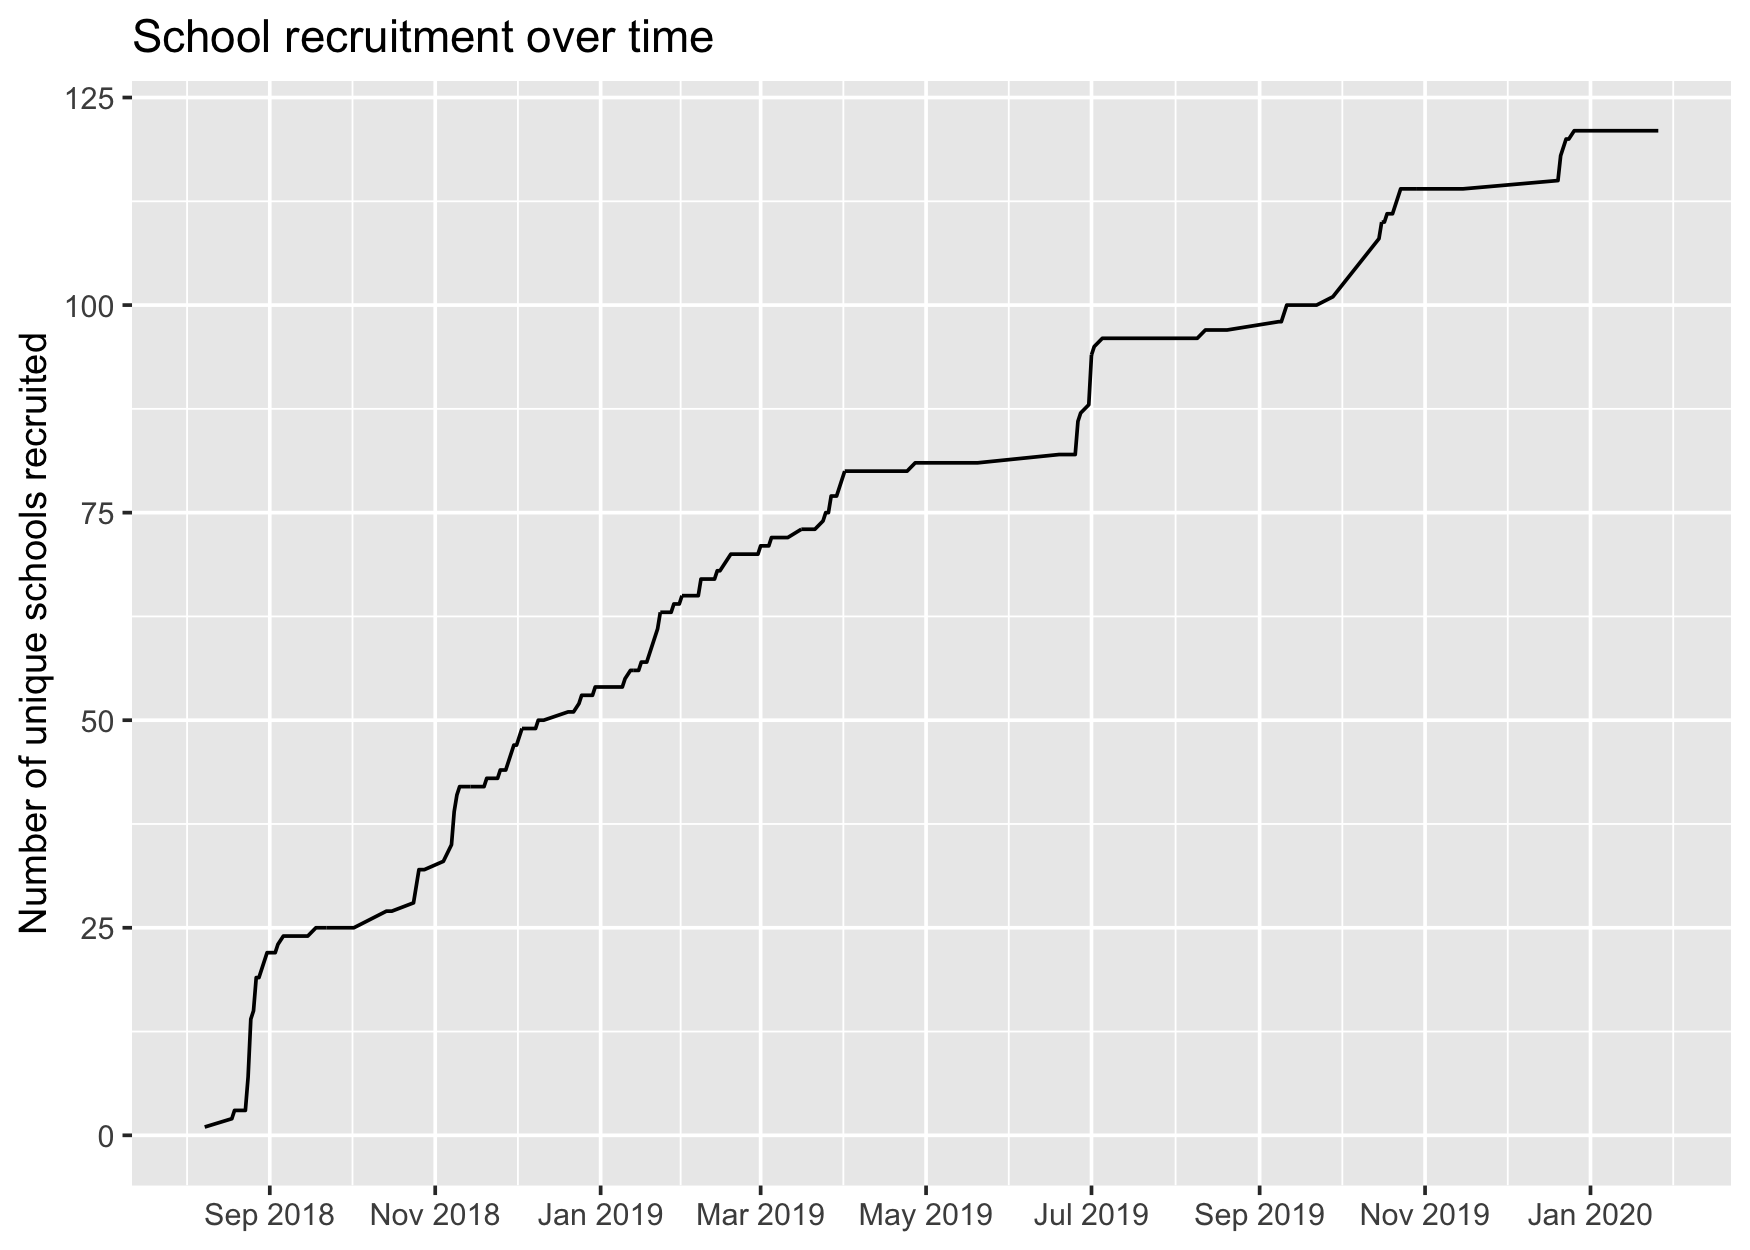 School recruitment over time
Number of unique schools recruited
125
100
75
50
25
0
Sep 2018 Nov 2018 Jan 2019 Mar 2019 May 2019 Jul 2019 Sep 2019 Nov 2019 Jan 2020